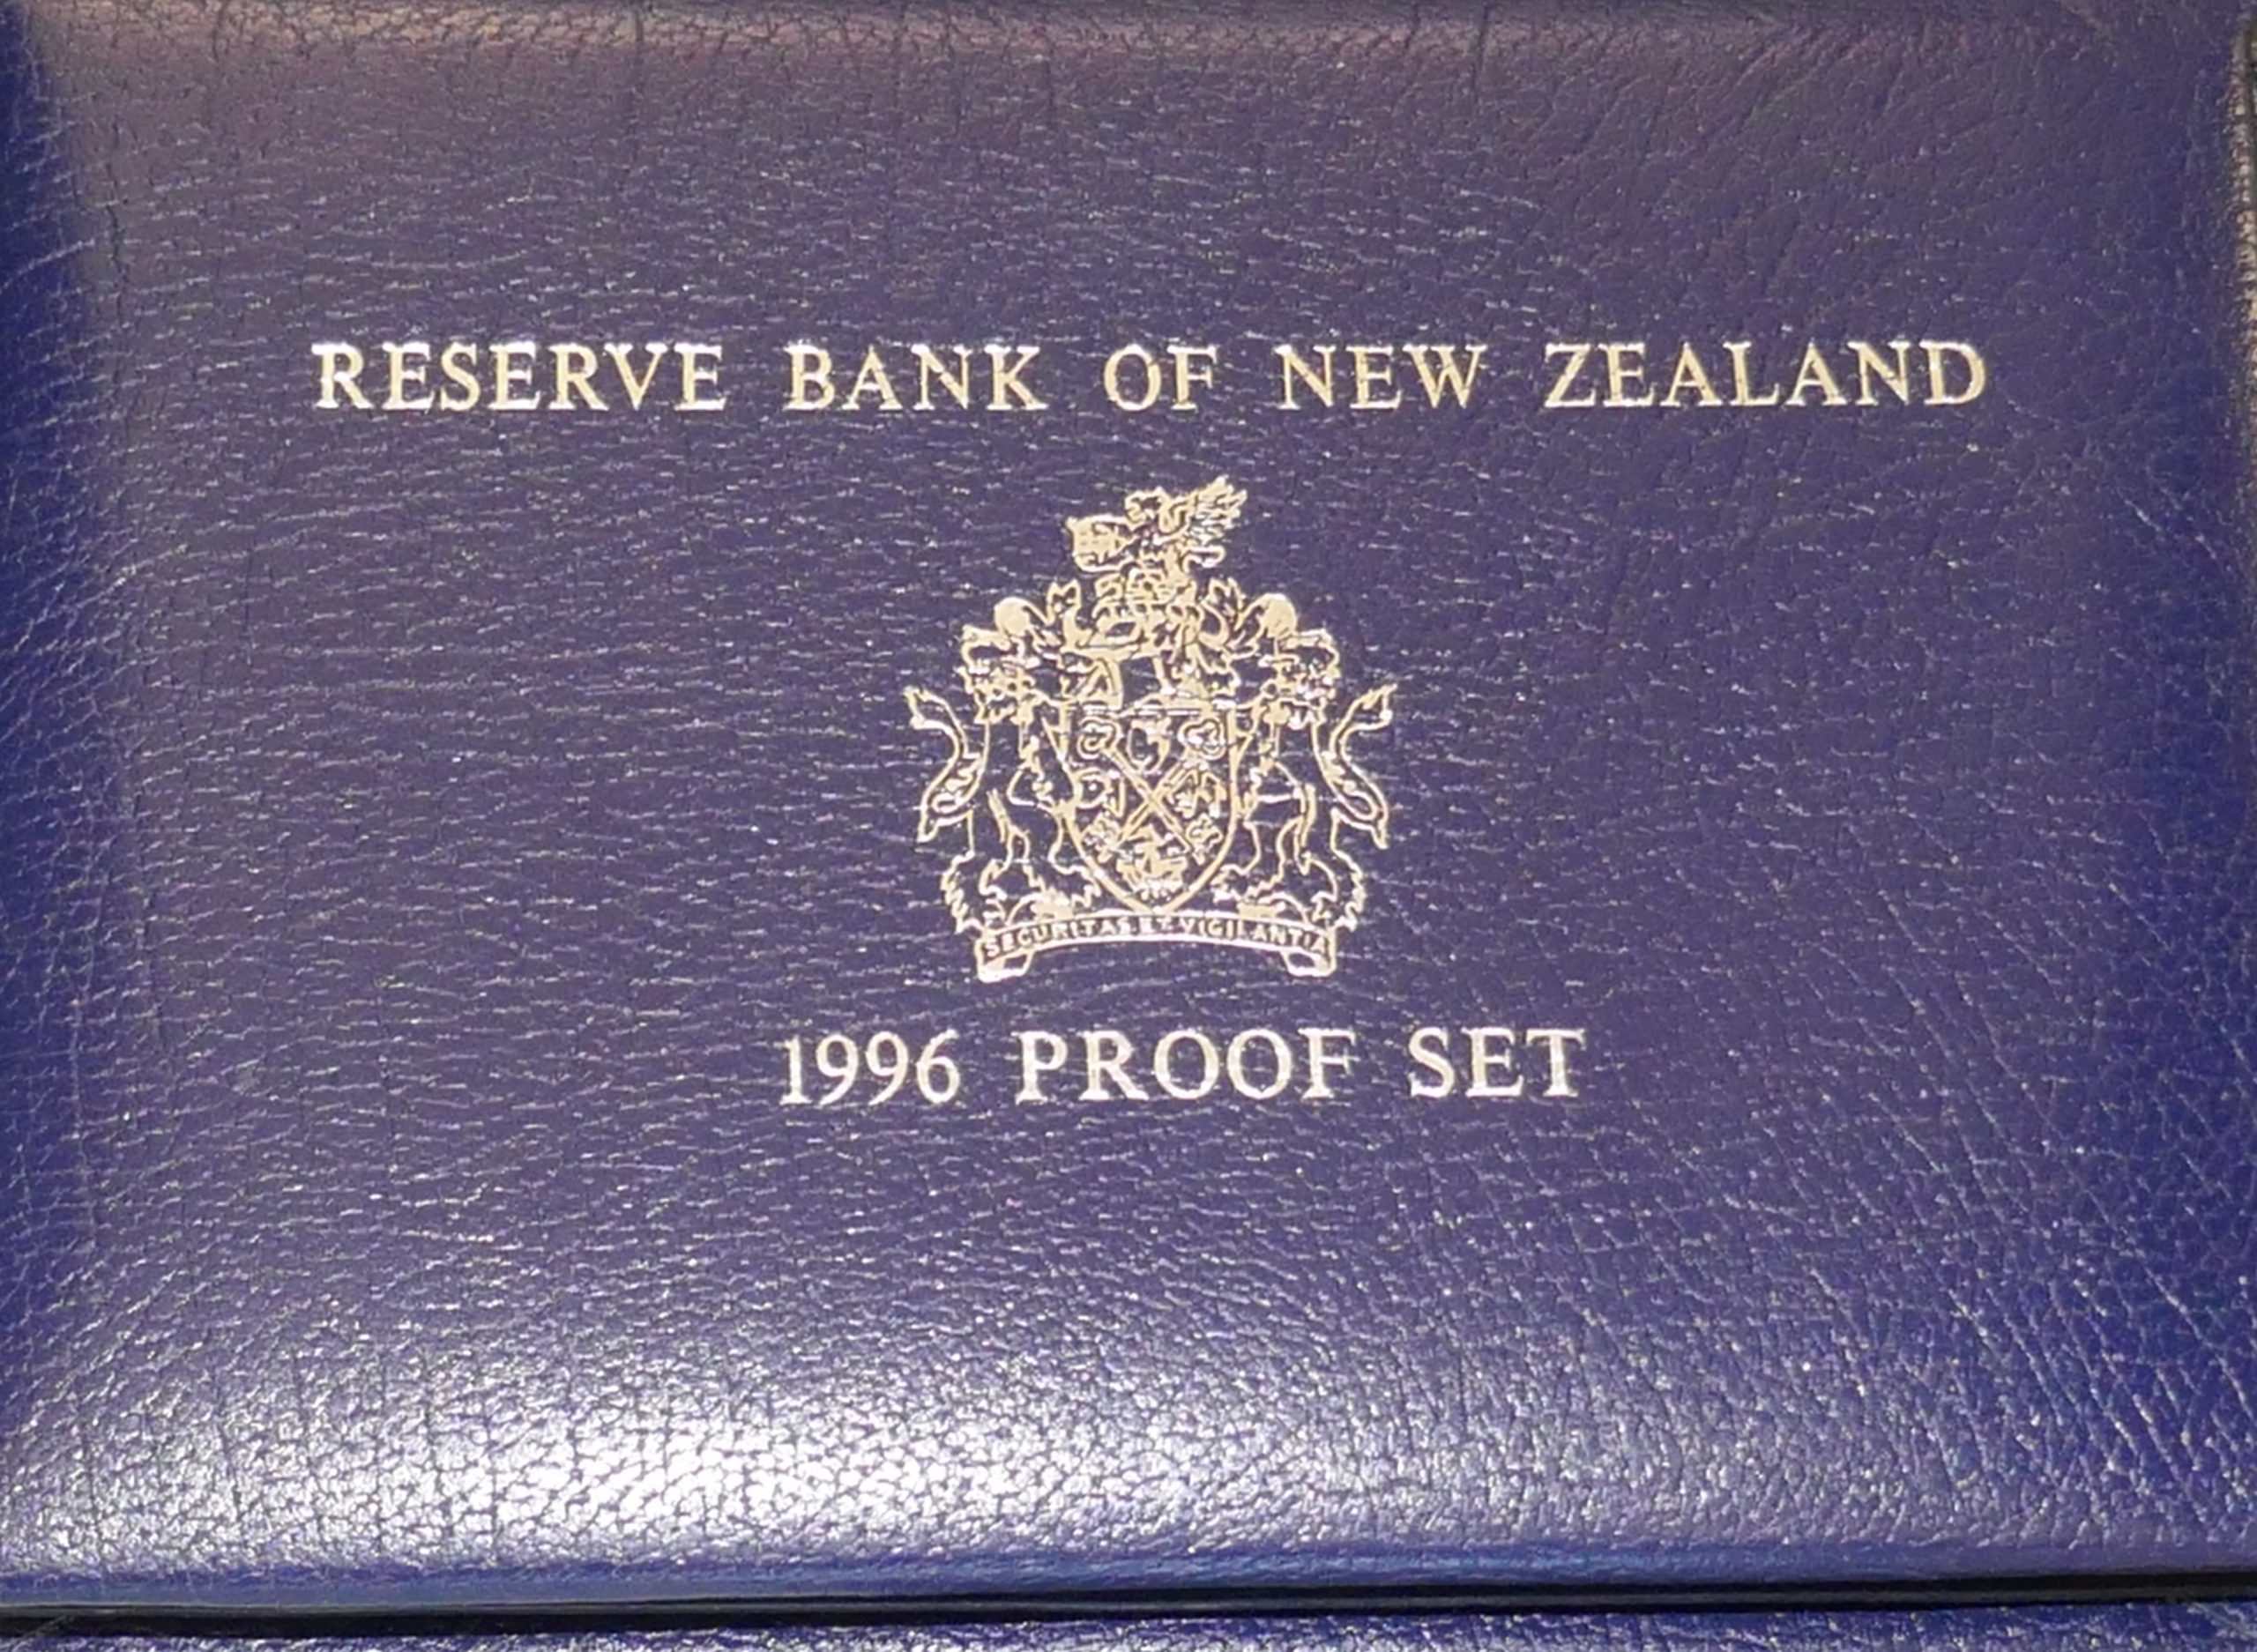 RESERVE BANK OF NEW ZEALAND
SECURITAS ET VIGILANTIA
1996 PROOF SET